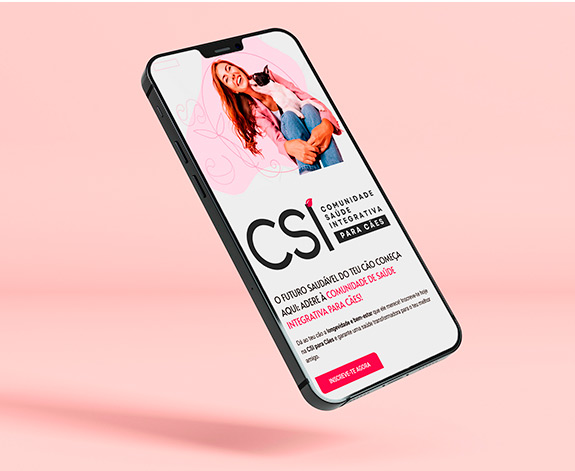 CSI
COMUNIDADE
SAÚDE
INTEGRATIVA
PARA CÃES
O FUTURO SAUDÁVEL DO TEU CÃO COMEÇA
AQUI: ADERE À COMUNIDADE DE SAÚDE
INTEGRATIVA PARA CÃES!
Dá ao teu cão a longevidade e bem-estar que ele merece! Inscreve-te hoje
na CSI para Cães e garante uma saúde transformadora para o teu melhor
amigo.
INSCREVE-TE AGORA